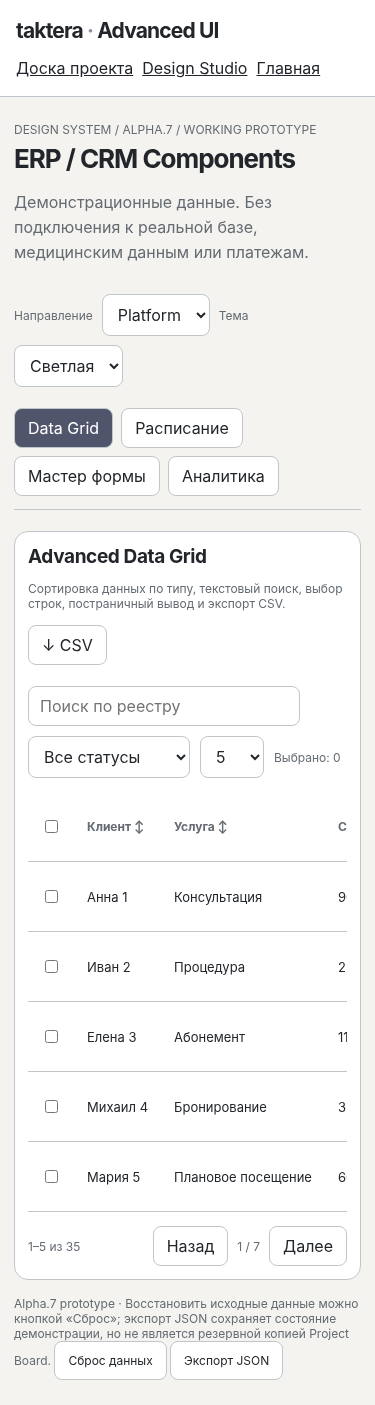 taktera · Advanced UI
Доска проекта Design Studio Главная
DESIGN SYSTEM / ALPHA.7 / WORKING PROTOTYPE
ERP / CRM Components
Демонстрационные данные. Без
подключения к реальной базе,
медицинским данным или платежам.
Направление Platform Тема
Светлая
Data Grid Расписание
Мастер формы Аналитика
Advanced Data Grid
Сортировка данных по типу, текстовый поиск, выбор
строк, постраничный вывод и экспорт CSV.
↓ CSV
Поиск по реестру
Все статусы 5 Выбрано: 0
Клиент ↕ Услуга ↕ С
Анна 1 Консультация 9
Иван 2 Процедура 2
Елена 3 Абонемент 11
Михаил 4 Бронирование 3
Мария 5 Плановое посещение 6
1–5 из 35 Назад 1 / 7 Далее
Alpha.7 prototype · Восстановить исходные данные можно
кнопкой «Сброс»; экспорт JSON сохраняет состояние
демонстрации, но не является резервной копией Project
Board. Сброс данных Экспорт JSON